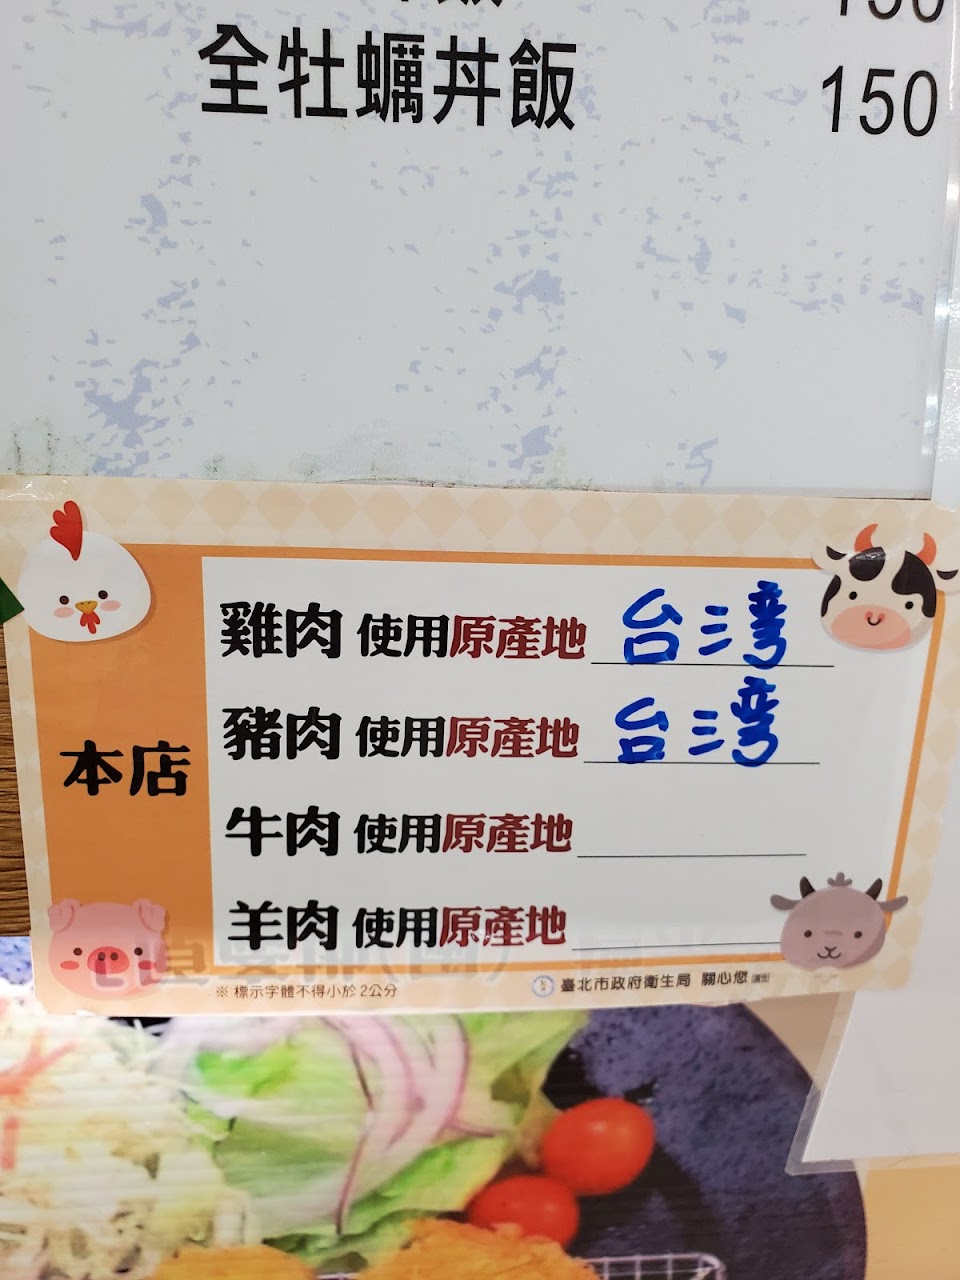 全牡蠣丼飯 150
本店
雞肉 使用原產地 台灣
豬肉 使用原產地 台灣
牛肉 使用原產地
羊肉 使用原產地
※ 標示字體不得小於2公分
臺北市政府衛生局 關心您